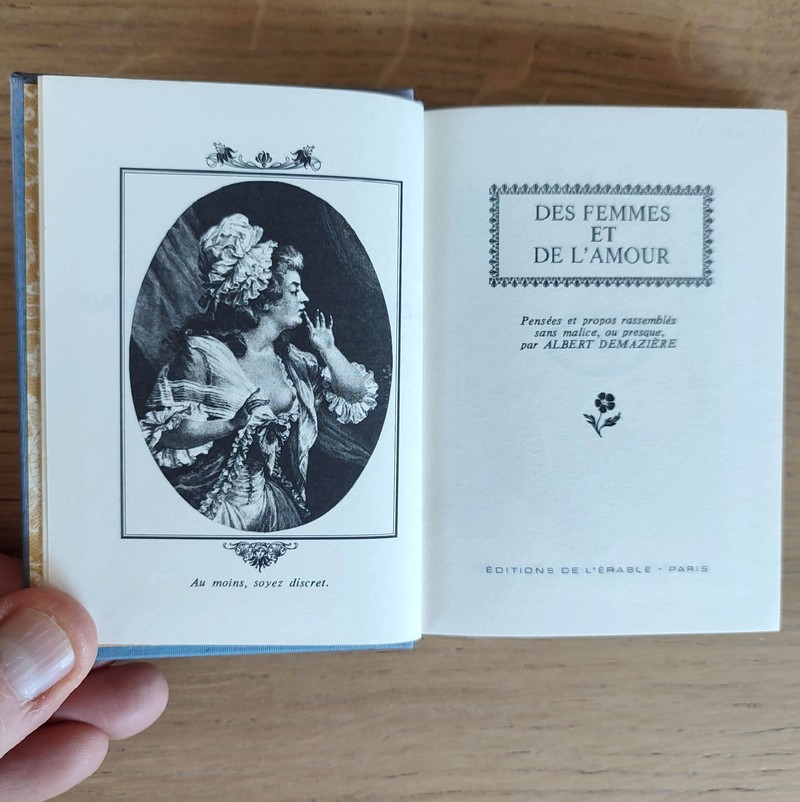 Au moins, soyez discret.
DES FEMMES
ET
DE L'AMOUR
Pensées et propos rassemblés
sans malice, ou presque,
par ALBERT DEMAZIÈRE
ÉDITIONS DE L'ÉRABLE - PARIS